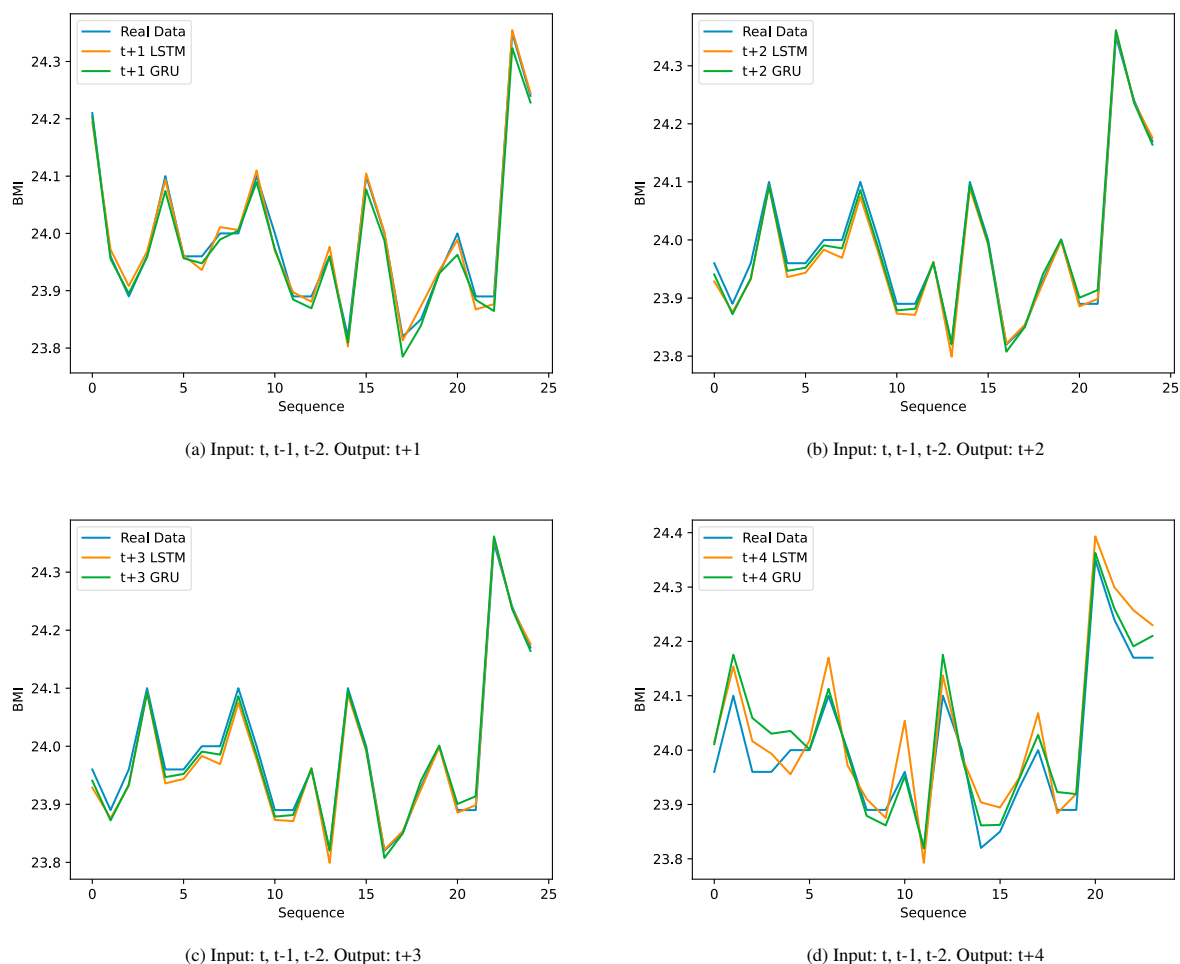 Real Data
t+1 LSTM
t+1 GRU
24.3
24.2
24.1
24.0
23.9
23.8
BMI
0 5 10 15 20 25
Sequence
(a) Input: t, t-1, t-2. Output: t+1
Real Data
t+2 LSTM
t+2 GRU
24.3
24.2
24.1
24.0
23.9
23.8
BMI
0 5 10 15 20 25
Sequence
(b) Input: t, t-1, t-2. Output: t+2
Real Data
t+3 LSTM
t+3 GRU
24.3
24.2
24.1
24.0
23.9
23.8
BMI
0 5 10 15 20 25
Sequence
(c) Input: t, t-1, t-2. Output: t+3
Real Data
t+4 LSTM
t+4 GRU
24.4
24.3
24.2
24.1
24.0
23.9
23.8
BMI
0 5 10 15 20
Sequence
(d) Input: t, t-1, t-2. Output: t+4